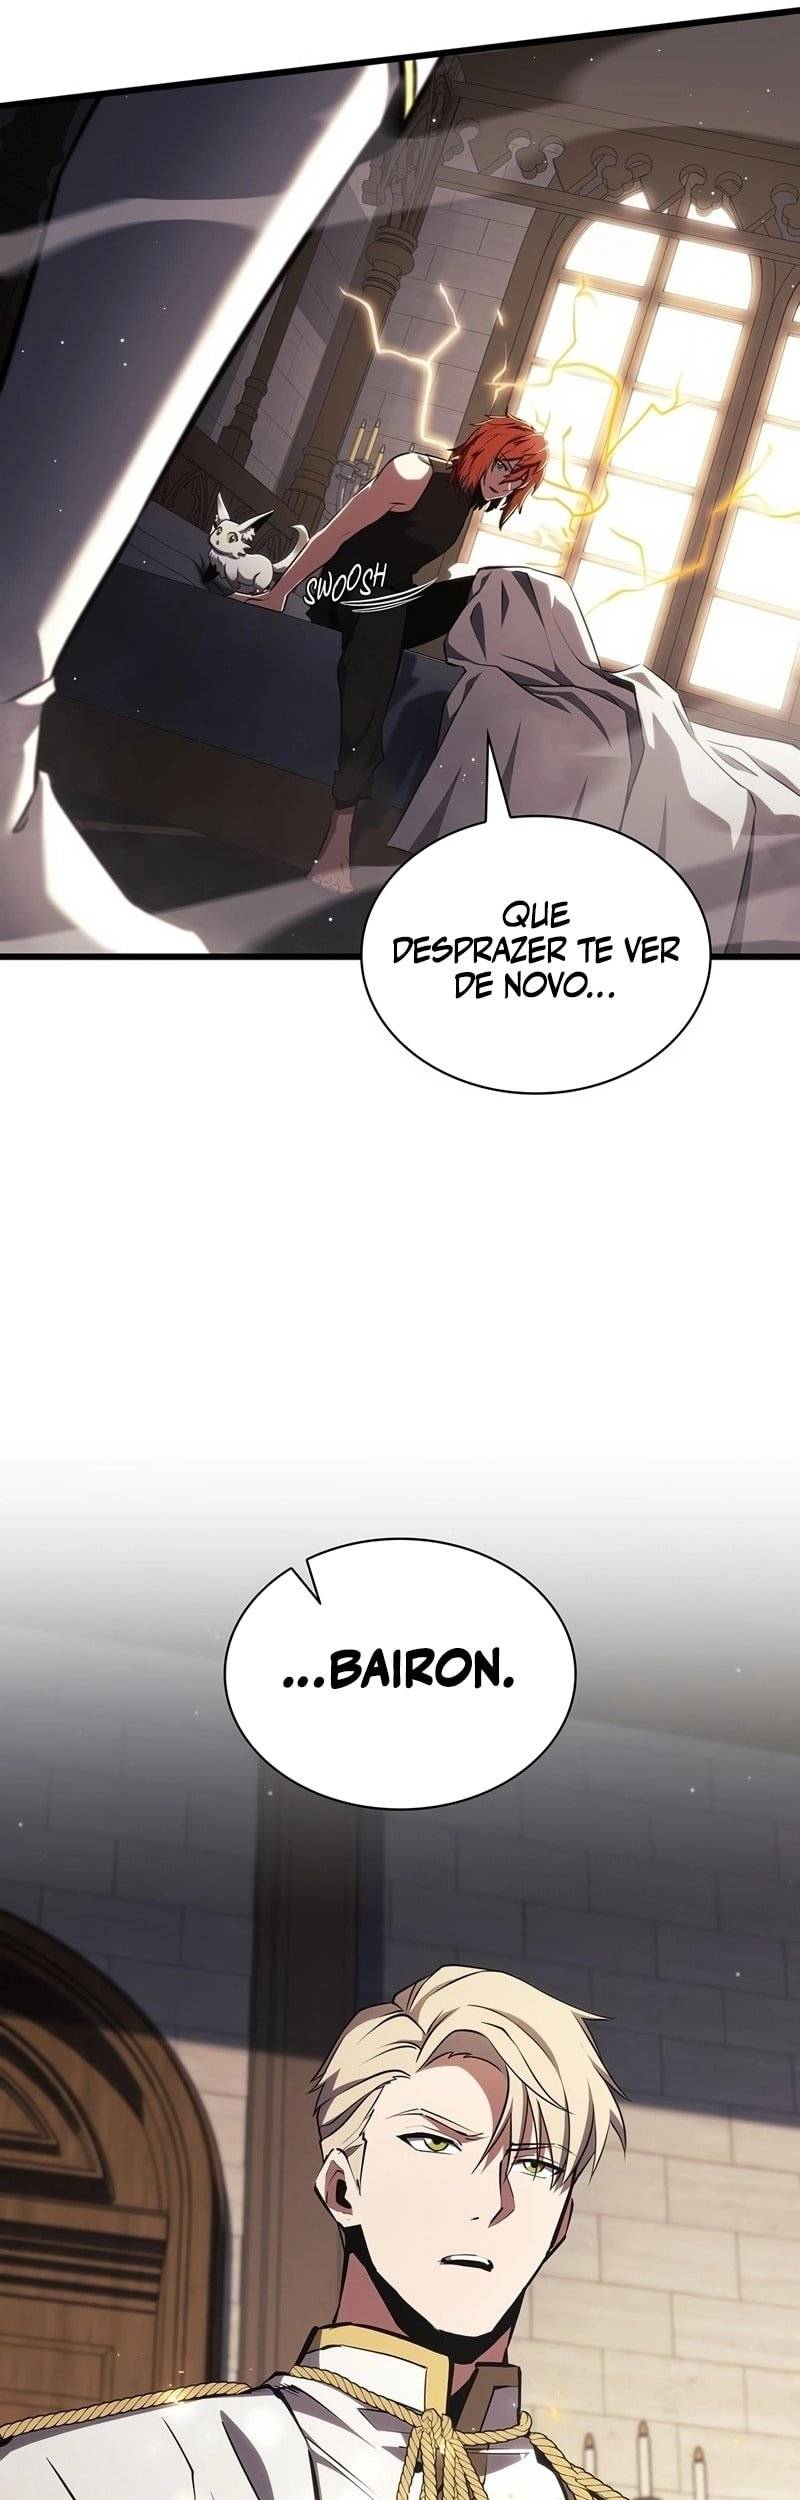 SWOOSH
QUE
DESPRAZER TE VER
DE NOVO...
...BAIRON.